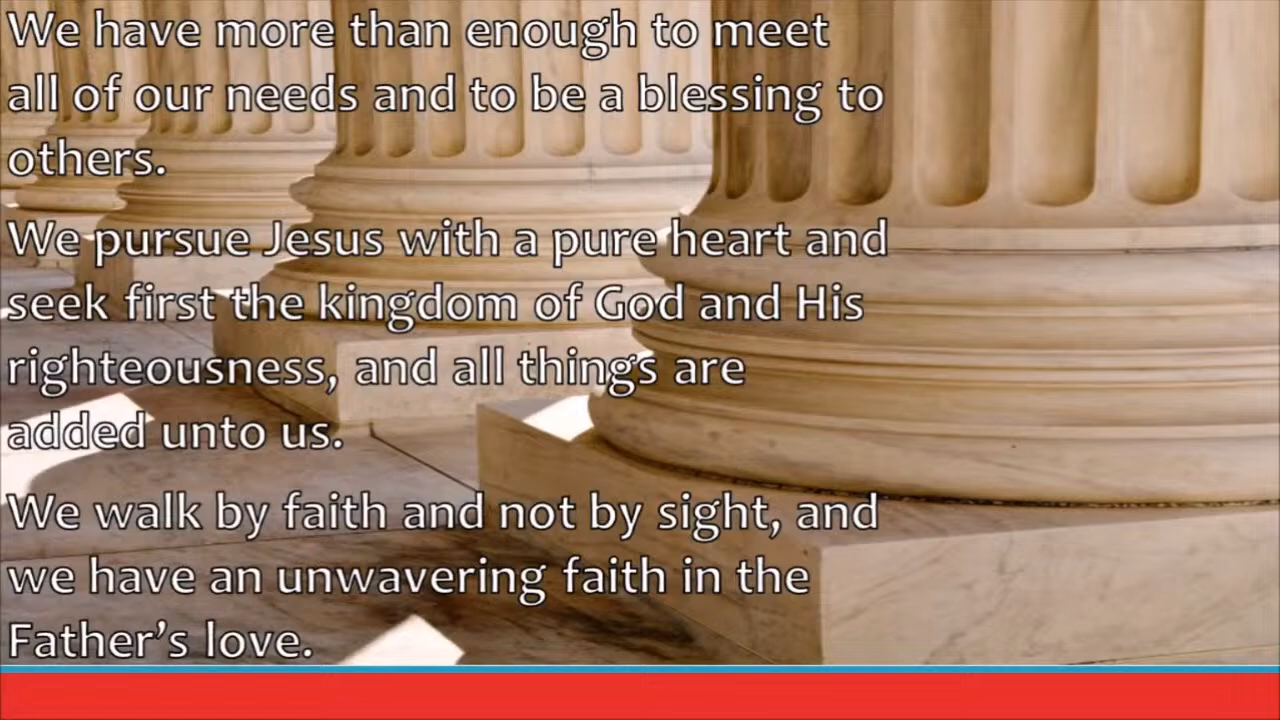 We have more than enough to meet
all of our needs and to be a blessing to
others.
We pursue Jesus with a pure heart and
seek first the kingdom of God and His
righteousness, and all things are
added unto us.
We walk by faith and not by sight, and
we have an unwavering faith in the
Father’s love.